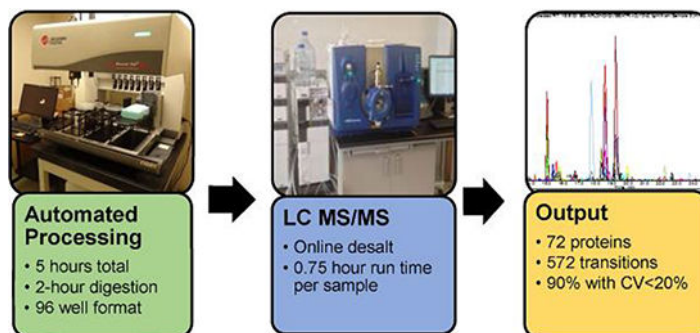 Automated
Processing
• 5 hours total
• 2-hour digestion
• 96 well format
LC MS/MS
• Online desalt
• 0.75 hour run time
per sample
Output
• 72 proteins
• 572 transitions
• 90% with CV<20%